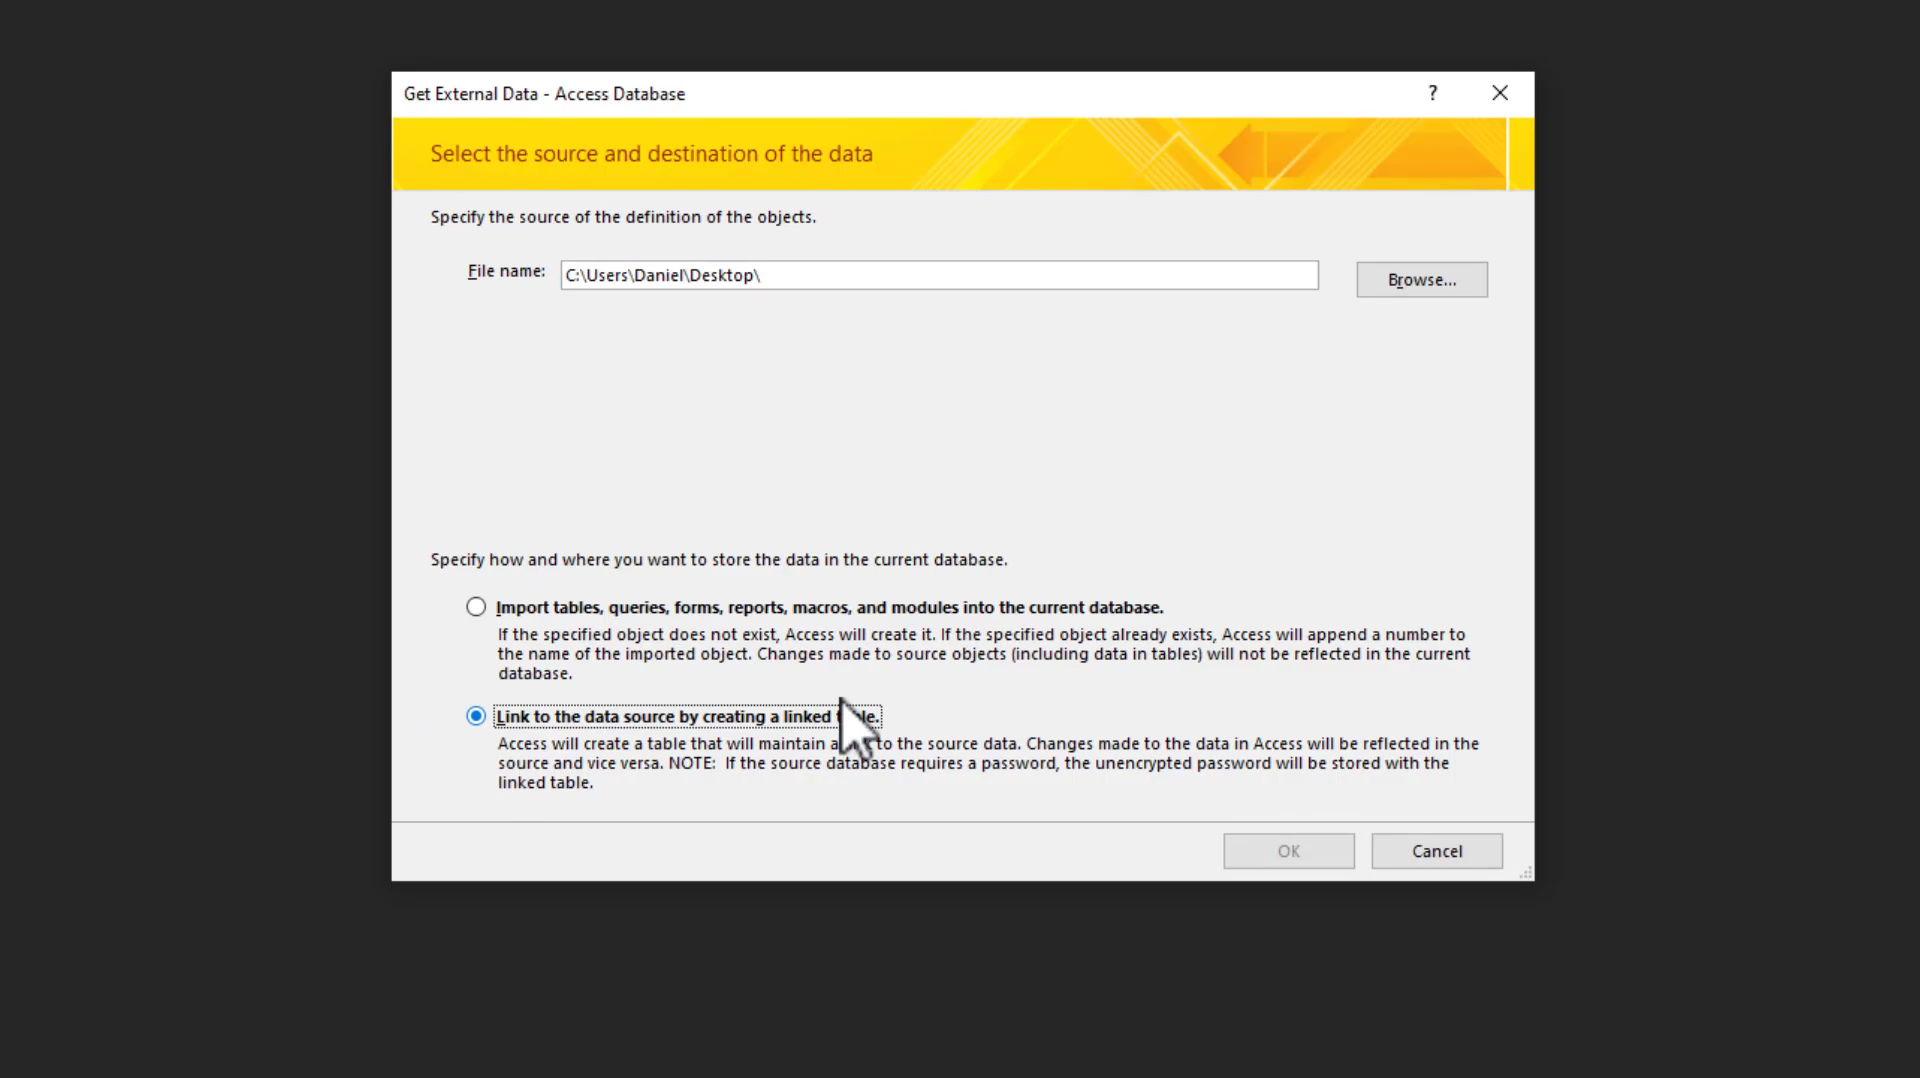 Get External Data - Access Database
?
Select the source and destination of the data
Specify the source of the definition of the objects.
File name: C:\Users\Daniel\Desktop\
Browse...
Specify how and where you want to store the data in the current database.
Import tables, queries, forms, reports, macros, and modules into the current database.
If the specified object does not exist, Access will create it. If the specified object already exists, Access will append a number to
the name of the imported object. Changes made to source objects (including data in tables) will not be reflected in the current
database.
Link to the data source by creating a linked table.
Access will create a table that will maintain a link to the source data. Changes made to the data in Access will be reflected in the
source and vice versa. NOTE:  If the source database requires a password, the unencrypted password will be stored with the
linked table.
OK
Cancel